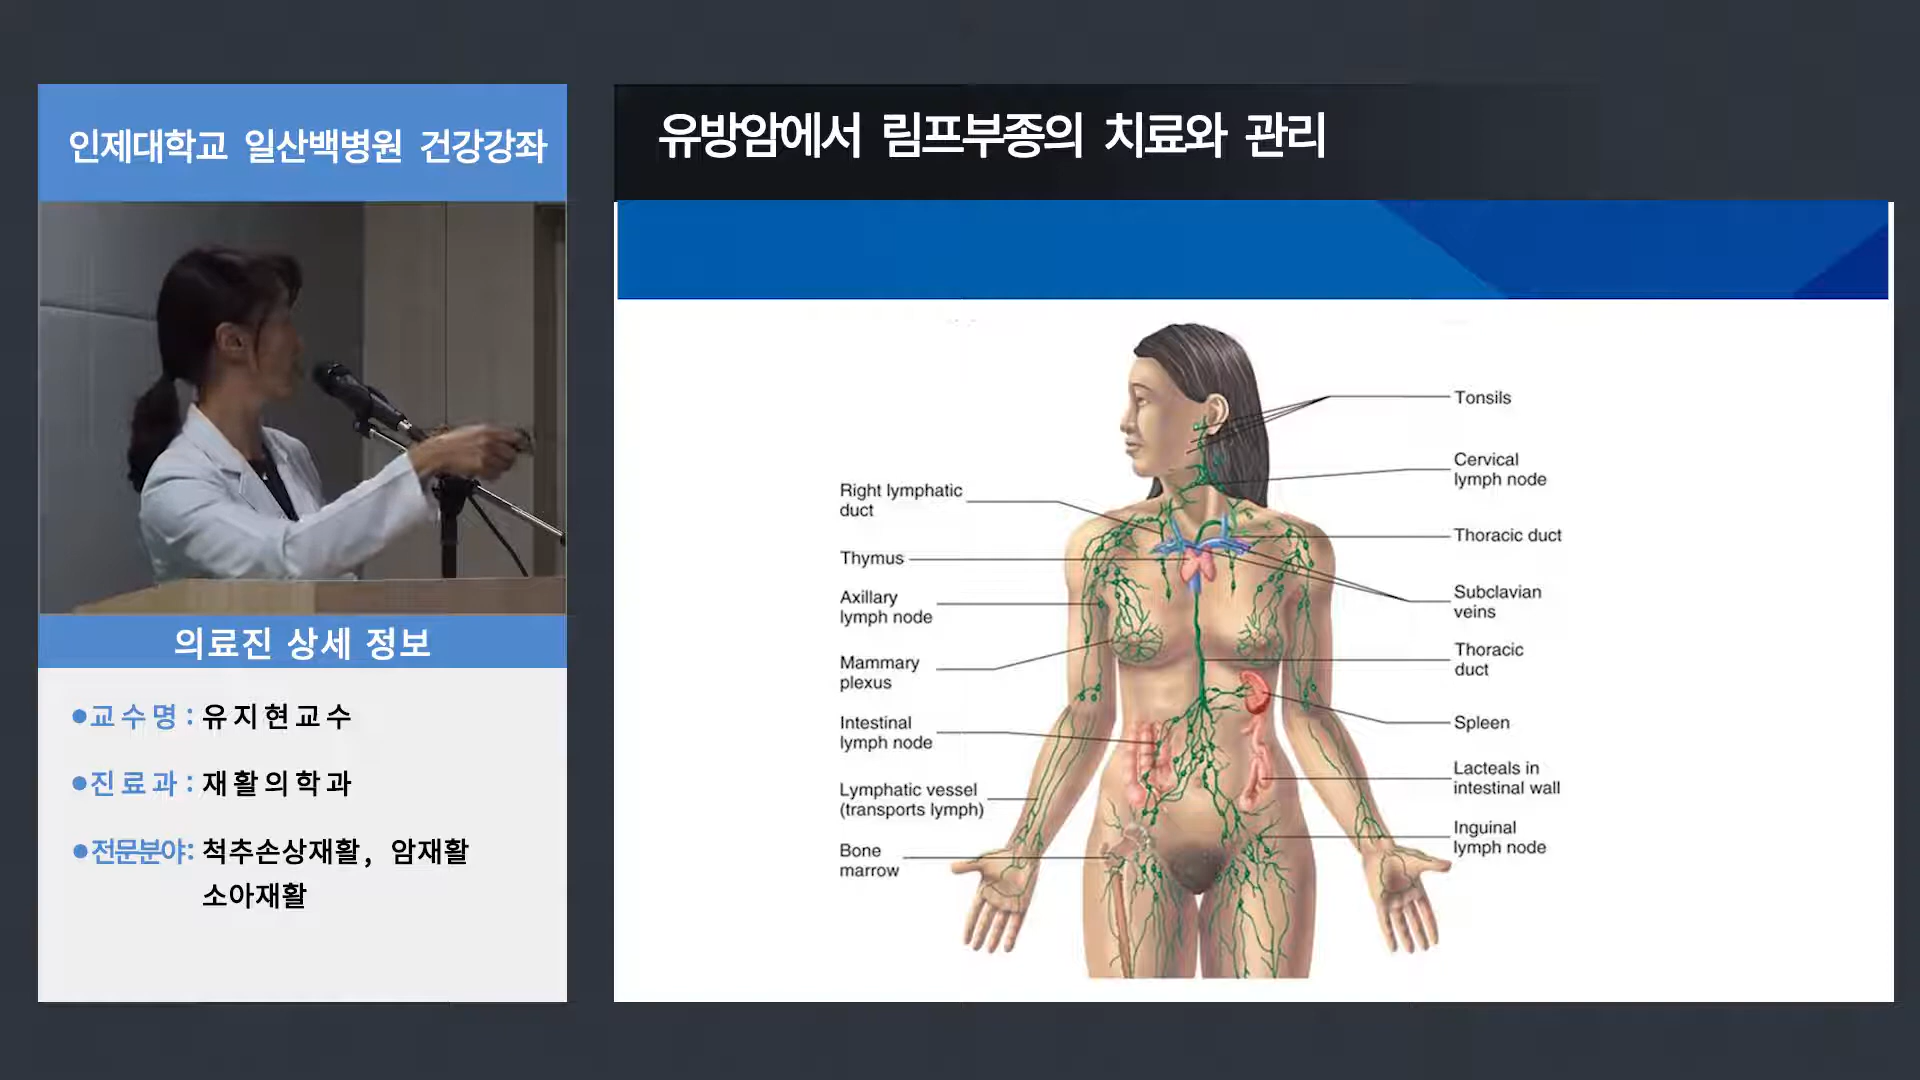 인제대학교 일산백병원 건강강좌
유방암에서 림프부종의 치료와 관리
의료진 상세 정보
●교수명 : 유지현교수
●진료과 : 재활의학과
●전문분야: 척추손상재활, 암재활
소아재활
Right lymphatic
duct
Thymus
Axillary
lymph node
Mammary
plexus
Intestinal
lymph node
Lymphatic vessel
(transports lymph)
Bone
marrow
Tonsils
Cervical
lymph node
Thoracic duct
Subclavian
veins
Thoracic
duct
Spleen
Lacteals in
intestinal wall
Inguinal
lymph node